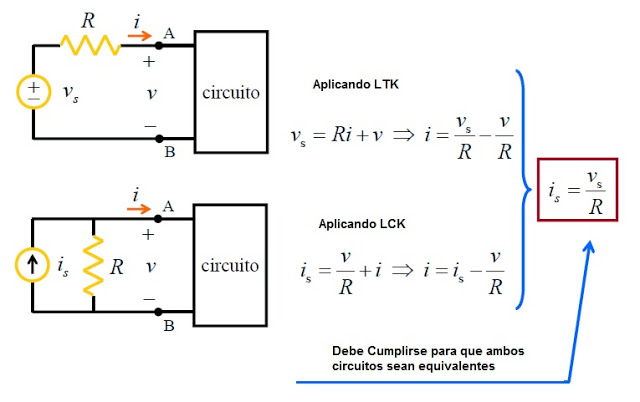 R i A
+
v_s v circuito
−
B
Aplicando LTK
v_s = Ri + v ⇒ i = v_s/R − v/R
i_s = v_s/R
i A
+
i_s R v circuito
−
B
Aplicando LCK
i_s = v/R + i ⇒ i = i_s − v/R
Debe Cumplirse para que ambos
circuitos sean equivalentes